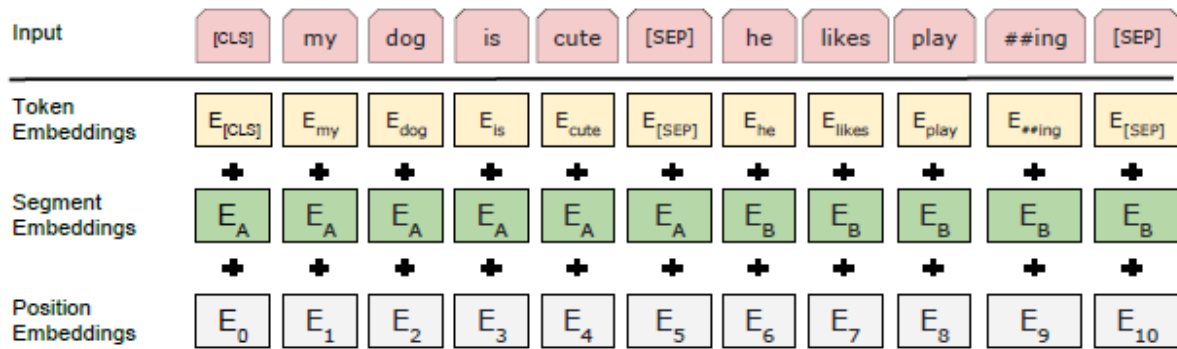 Input [CLS] my dog is cute [SEP] he likes play ##ing [SEP]
Token Embeddings E[CLS] Emy Edog Eis Ecute E[SEP] Ehe Elikes Eplay E##ing E[SEP]
+ + + + + + + + + + +
Segment Embeddings EA EA EA EA EA EA EB EB EB EB EB
+ + + + + + + + + + +
Position Embeddings E0 E1 E2 E3 E4 E5 E6 E7 E8 E9 E10